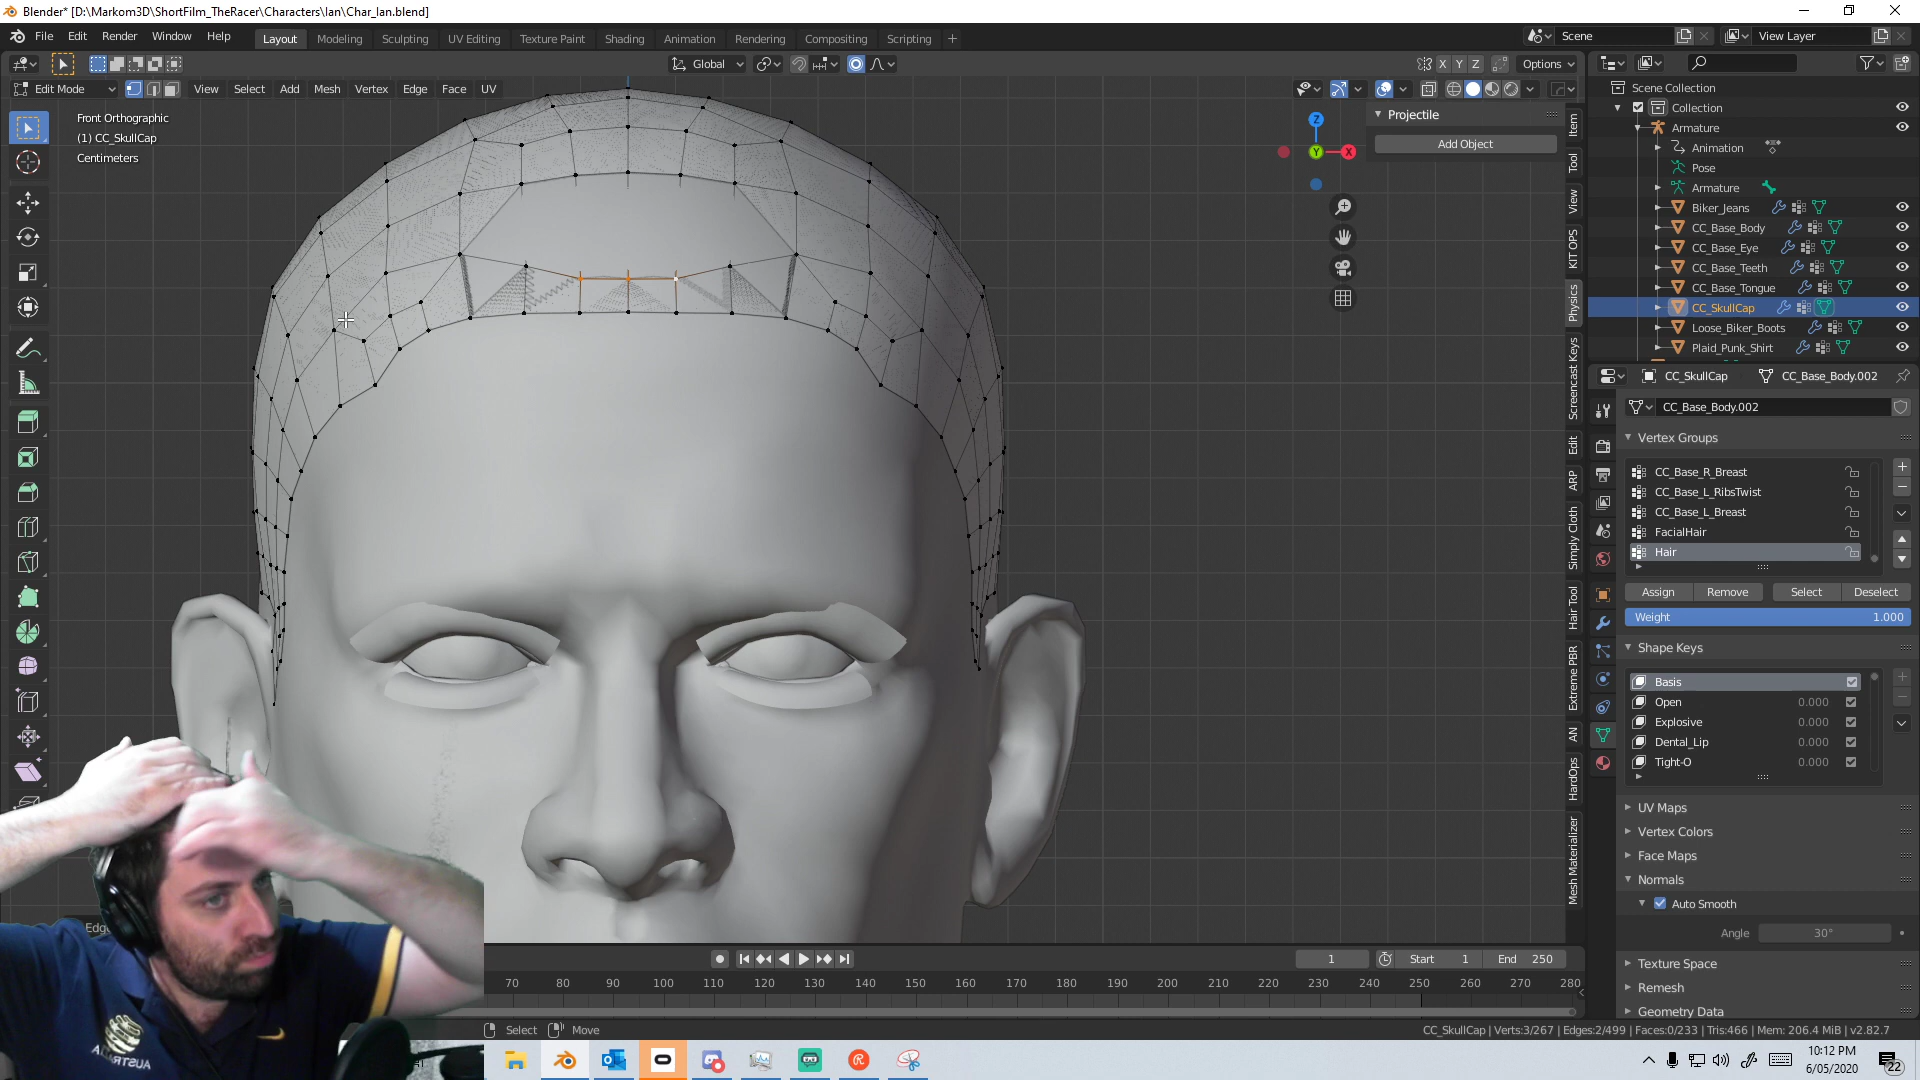 Blender* [D:\Markom3D\ShortFilm_TheRacer\Characters\Ian\Char_Ian.blend]
File Edit Render Window Help
Layout Modeling Sculpting UV Editing Texture Paint Shading Animation Rendering Compositing Scripting +
Scene
View Layer
Global
X Y Z
Options
Edit Mode
View Select Add Mesh Vertex Edge Face UV
Front Orthographic
(1) CC_SkullCap
Centimeters
Z
Y
X
Projectile
Add Object
Item
Tool
View
KIT OPS
Physics
Screencast Keys
Edit
ARP
Simply Cloth
Hair Tool
Extreme PBR
AN
HardOps
Mesh Materializer
Scene Collection
Collection
Armature
Animation
Pose
Armature
Biker_Jeans
CC_Base_Body
CC_Base_Eye
CC_Base_Teeth
CC_Base_Tongue
CC_SkullCap
Loose_Biker_Boots
Plaid_Punk_Shirt
CC_SkullCap CC_Base_Body.002
CC_Base_Body.002
Vertex Groups
CC_Base_R_Breast
CC_Base_L_RibsTwist
CC_Base_L_Breast
FacialHair
Hair
Assign Remove Select Deselect
Weight 1.000
Shape Keys
Basis
Open 0.000
Explosive 0.000
Dental_Lip 0.000
Tight-O 0.000
UV Maps
Vertex Colors
Face Maps
Normals
Auto Smooth
Angle 30°
Texture Space
Remesh
Geometry Data
AUSTRALIA
1 Start 1 End 250
70 80 90 100 110 120 130 140 150 160 170 180 190 200 210 220 230 240 250 260 270 280
Select Move
CC_SkullCap | Verts:3/267 | Edges:2/499 | Faces:0/233 | Tris:466 | Mem: 206.4 MiB | v2.82.7
10:12 PM
6/05/2020
22